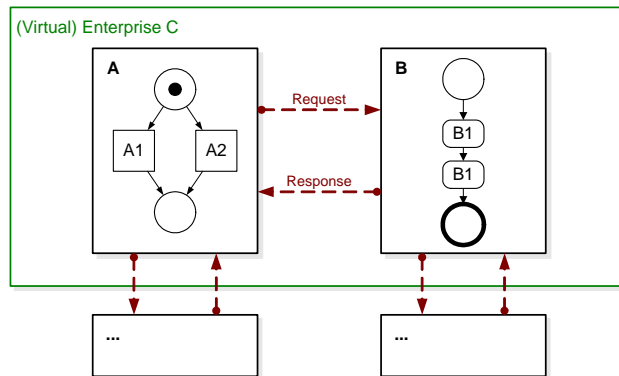 (Virtual) Enterprise C
A
B
Request
A1
A2
B1
B1
Response
...
...